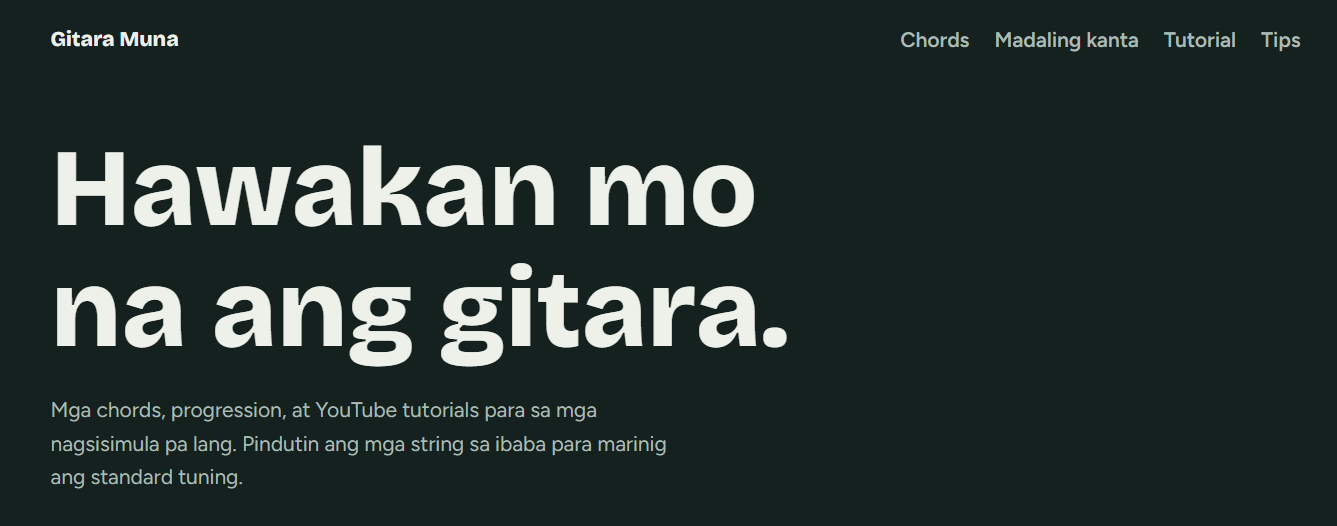 Gitara Muna
Chords
Madaling kanta
Tutorial
Tips
Hawakan mo
na ang gitara.
Mga chords, progression, at YouTube tutorials para sa mga
nagsisimula pa lang. Pindutin ang mga string sa ibaba para marinig
ang standard tuning.